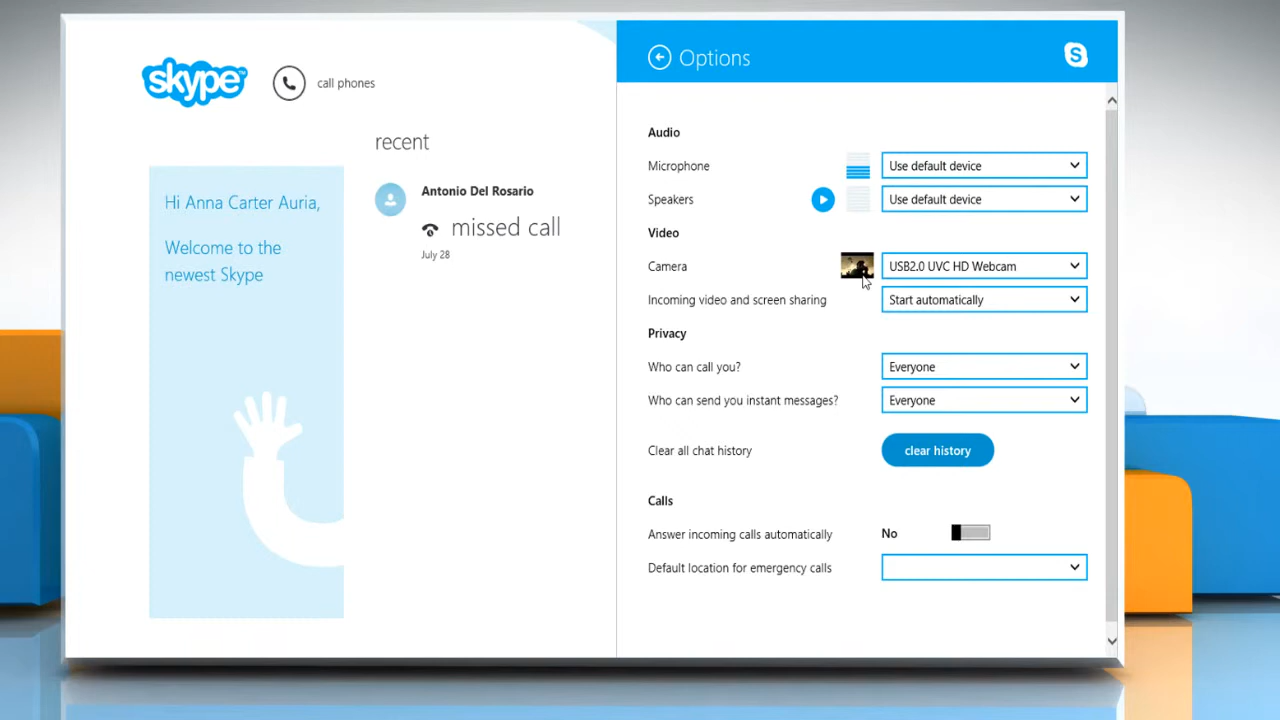 skype™
call phones
recent
Hi Anna Carter Auria,
Welcome to the
newest Skype
Antonio Del Rosario
missed call
July 28
Options
S
Audio
Microphone Use default device
Speakers Use default device
Video
Camera USB2.0 UVC HD Webcam
Incoming video and screen sharing Start automatically
Privacy
Who can call you? Everyone
Who can send you instant messages? Everyone
Clear all chat history clear history
Calls
Answer incoming calls automatically No
Default location for emergency calls